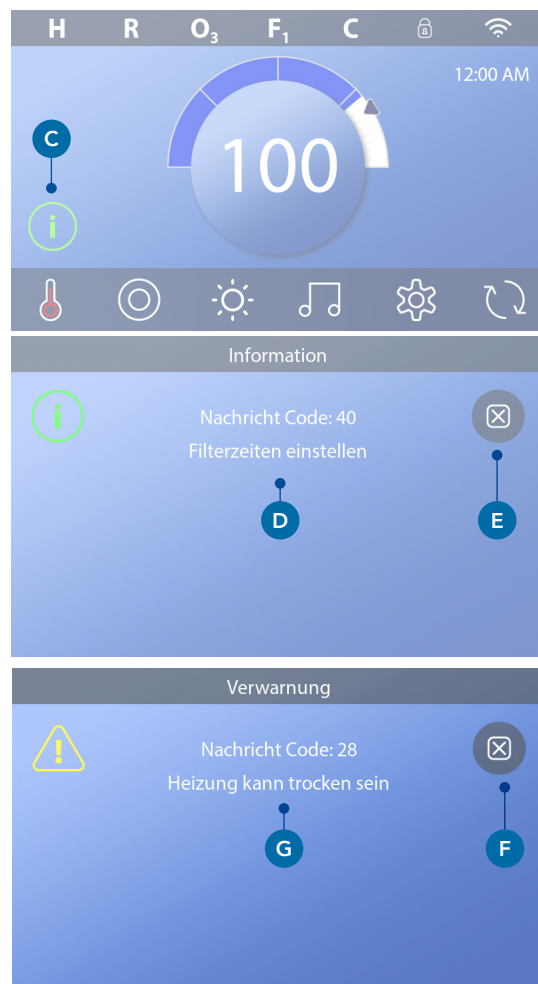 H R O₃ F₁ C
12:00 AM
C
100
i
Information
i
Nachricht Code: 40
Filterzeiten einstellen
D
E
Verwarnung
Nachricht Code: 28
Heizung kann trocken sein
G
F